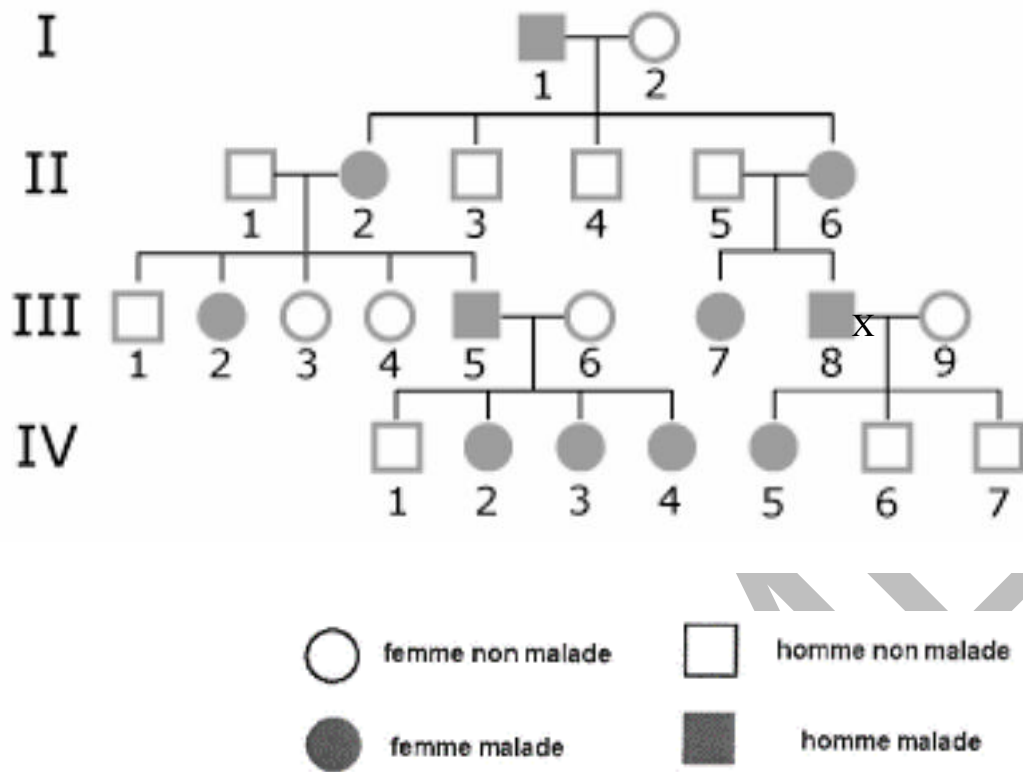 I
1 2
II
1 2 3 4 5 6
III
X
1 2 3 4 5 6 7 8 9
IV
1 2 3 4 5 6 7
femme non malade
homme non malade
femme malade
homme malade